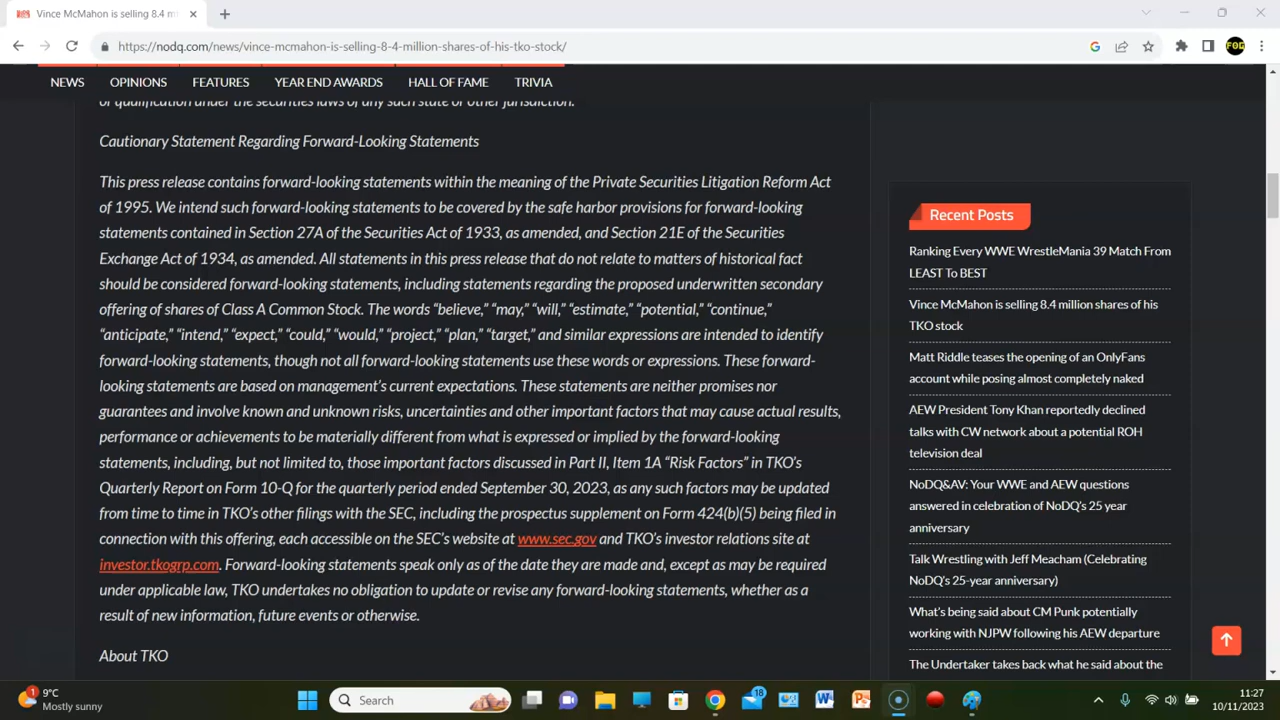 Vince McMahon is selling 8.4 m
https://nodq.com/news/vince-mcmahon-is-selling-8-4-million-shares-of-his-tko-stock/
NEWS OPINIONS FEATURES YEAR END AWARDS HALL OF FAME TRIVIA
or qualification under the securities laws of any such state or other jurisdiction.
Cautionary Statement Regarding Forward-Looking Statements
This press release contains forward-looking statements within the meaning of the Private Securities Litigation Reform Act
of 1995. We intend such forward-looking statements to be covered by the safe harbor provisions for forward-looking
statements contained in Section 27A of the Securities Act of 1933, as amended, and Section 21E of the Securities
Exchange Act of 1934, as amended. All statements in this press release that do not relate to matters of historical fact
should be considered forward-looking statements, including statements regarding the proposed underwritten secondary
offering of shares of Class A Common Stock. The words “believe,” “may,” “will,” “estimate,” “potential,” “continue,”
“anticipate,” “intend,” “expect,” “could,” “would,” “project,” “plan,” “target,” and similar expressions are intended to identify
forward-looking statements, though not all forward-looking statements use these words or expressions. These forward-
looking statements are based on management’s current expectations. These statements are neither promises nor
guarantees and involve known and unknown risks, uncertainties and other important factors that may cause actual results,
performance or achievements to be materially different from what is expressed or implied by the forward-looking
statements, including, but not limited to, those important factors discussed in Part II, Item 1A “Risk Factors” in TKO’s
Quarterly Report on Form 10-Q for the quarterly period ended September 30, 2023, as any such factors may be updated
from time to time in TKO’s other filings with the SEC, including the prospectus supplement on Form 424(b)(5) being filed in
connection with this offering, each accessible on the SEC’s website at www.sec.gov and TKO’s investor relations site at
investor.tkogrp.com. Forward-looking statements speak only as of the date they are made and, except as may be required
under applicable law, TKO undertakes no obligation to update or revise any forward-looking statements, whether as a
result of new information, future events or otherwise.
About TKO
Recent Posts
Ranking Every WWE WrestleMania 39 Match From
LEAST To BEST
Vince McMahon is selling 8.4 million shares of his
TKO stock
Matt Riddle teases the opening of an OnlyFans
account while posing almost completely naked
AEW President Tony Khan reportedly declined
talks with CW network about a potential ROH
television deal
NoDQ&AV: Your WWE and AEW questions
answered in celebration of NoDQ’s 25 year
anniversary
Talk Wrestling with Jeff Meacham (Celebrating
NoDQ’s 25-year anniversary)
What’s being said about CM Punk potentially
working with NJPW following his AEW departure
The Undertaker takes back what he said about the
1
9°C
Mostly sunny
Search
18
11:27
10/11/2023